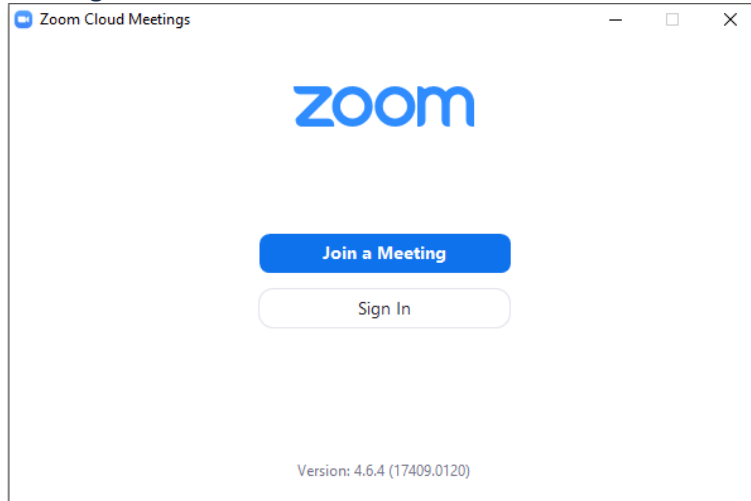 Zoom Cloud Meetings
zoom
Join a Meeting
Sign In
Version: 4.6.4 (17409.0120)